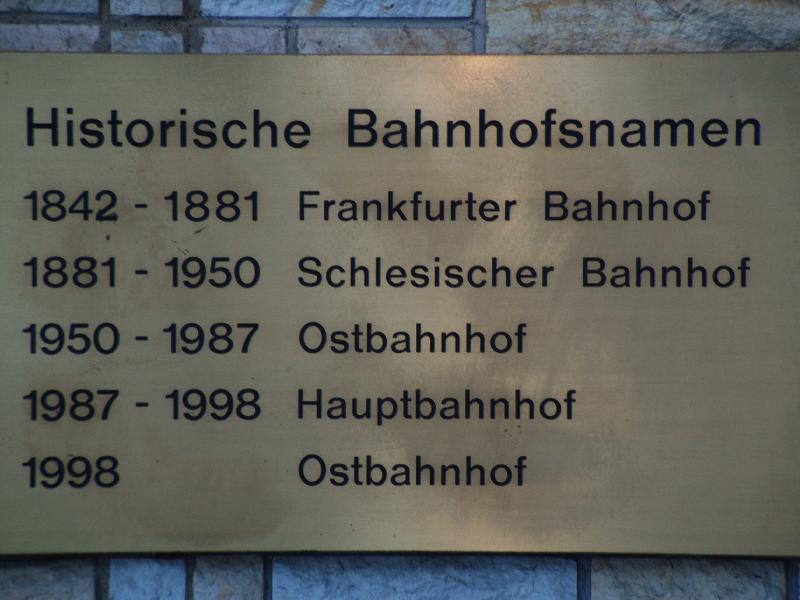 Historische Bahnhofsnamen
1842 - 1881 Frankfurter Bahnhof
1881 - 1950 Schlesischer Bahnhof
1950 - 1987 Ostbahnhof
1987 - 1998 Hauptbahnhof
1998 Ostbahnhof